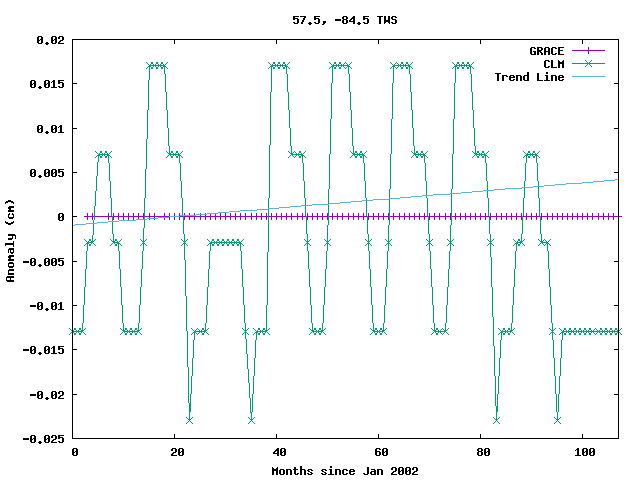 57.5, -84.5 TWS
GRACE
CLM
Trend Line
0.02
0.015
0.01
0.005
0
-0.005
-0.01
-0.015
-0.02
-0.025
Anomaly (cm)
0 20 40 60 80 100
Months since Jan 2002